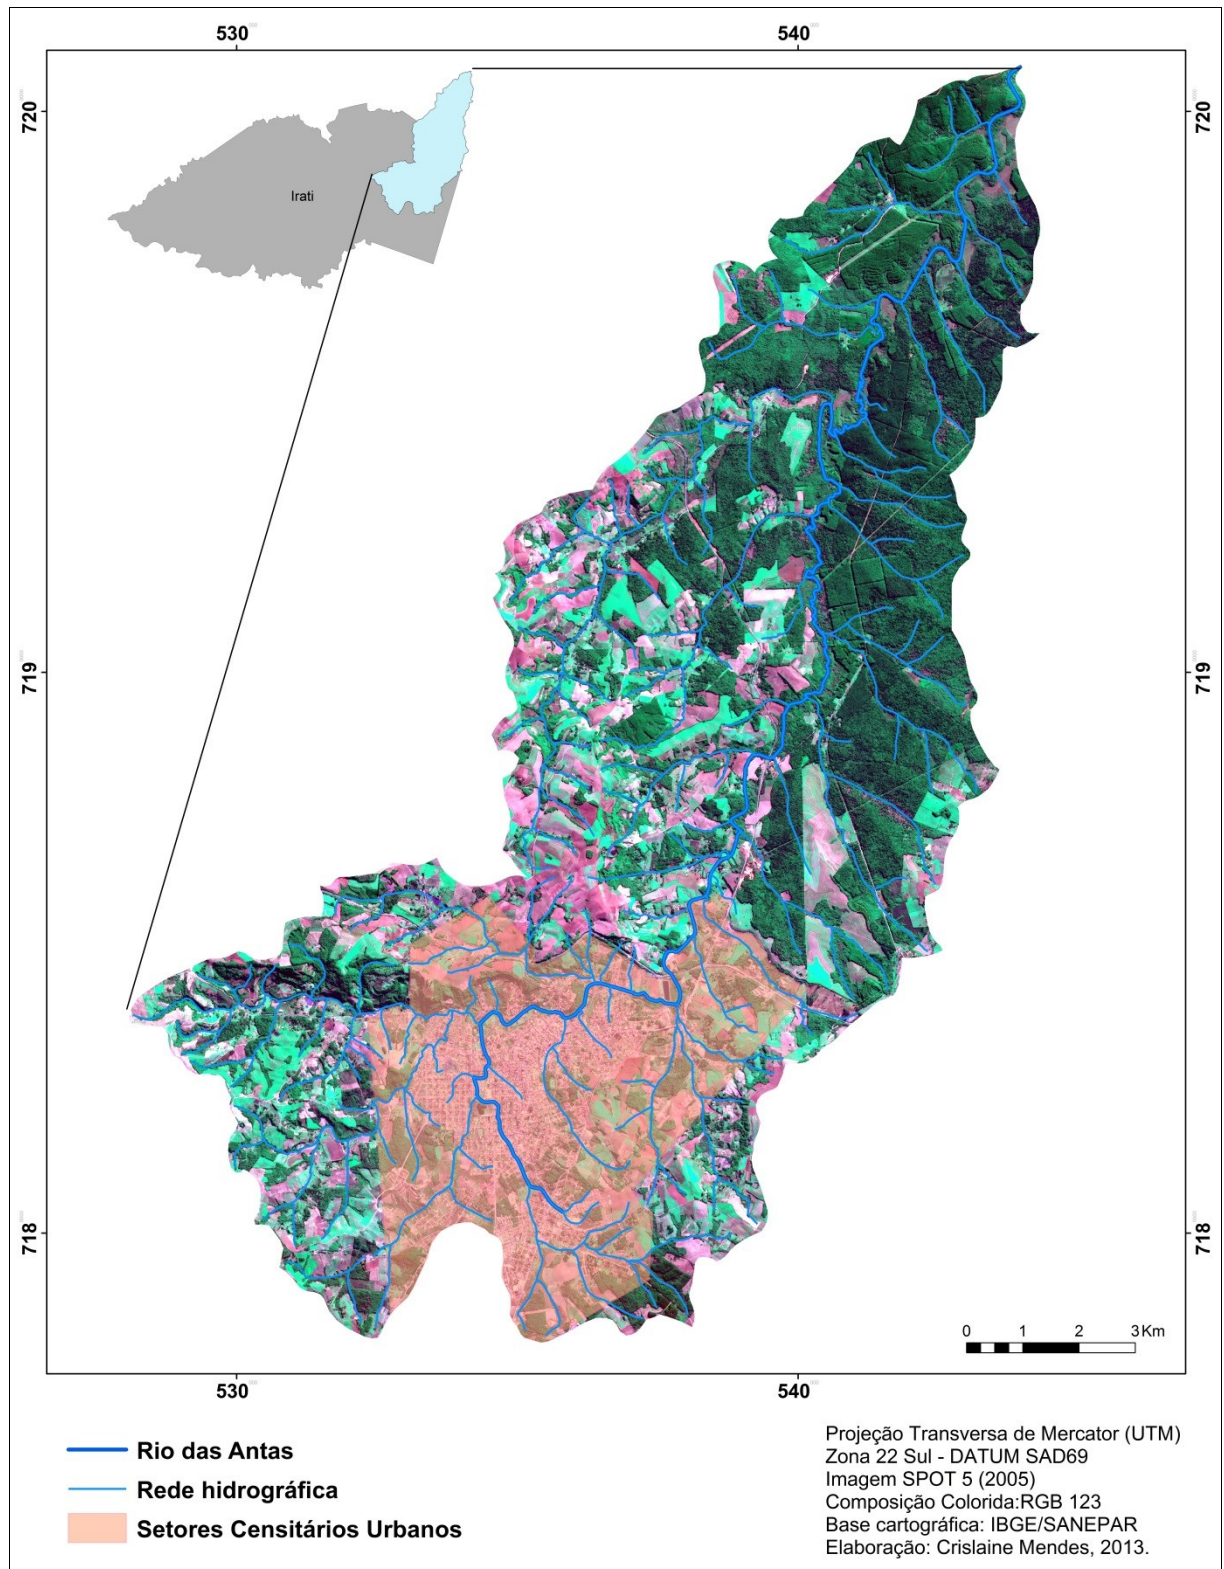 530
540
720
720
Irati
719
719
718
718
0 1 2 3Km
530
540
Rio das Antas
Rede hidrográfica
Setores Censitários Urbanos
Projeção Transversa de Mercator (UTM)
Zona 22 Sul - DATUM SAD69
Imagem SPOT 5 (2005)
Composição Colorida:RGB 123
Base cartográfica: IBGE/SANEPAR
Elaboração: Crislaine Mendes, 2013.